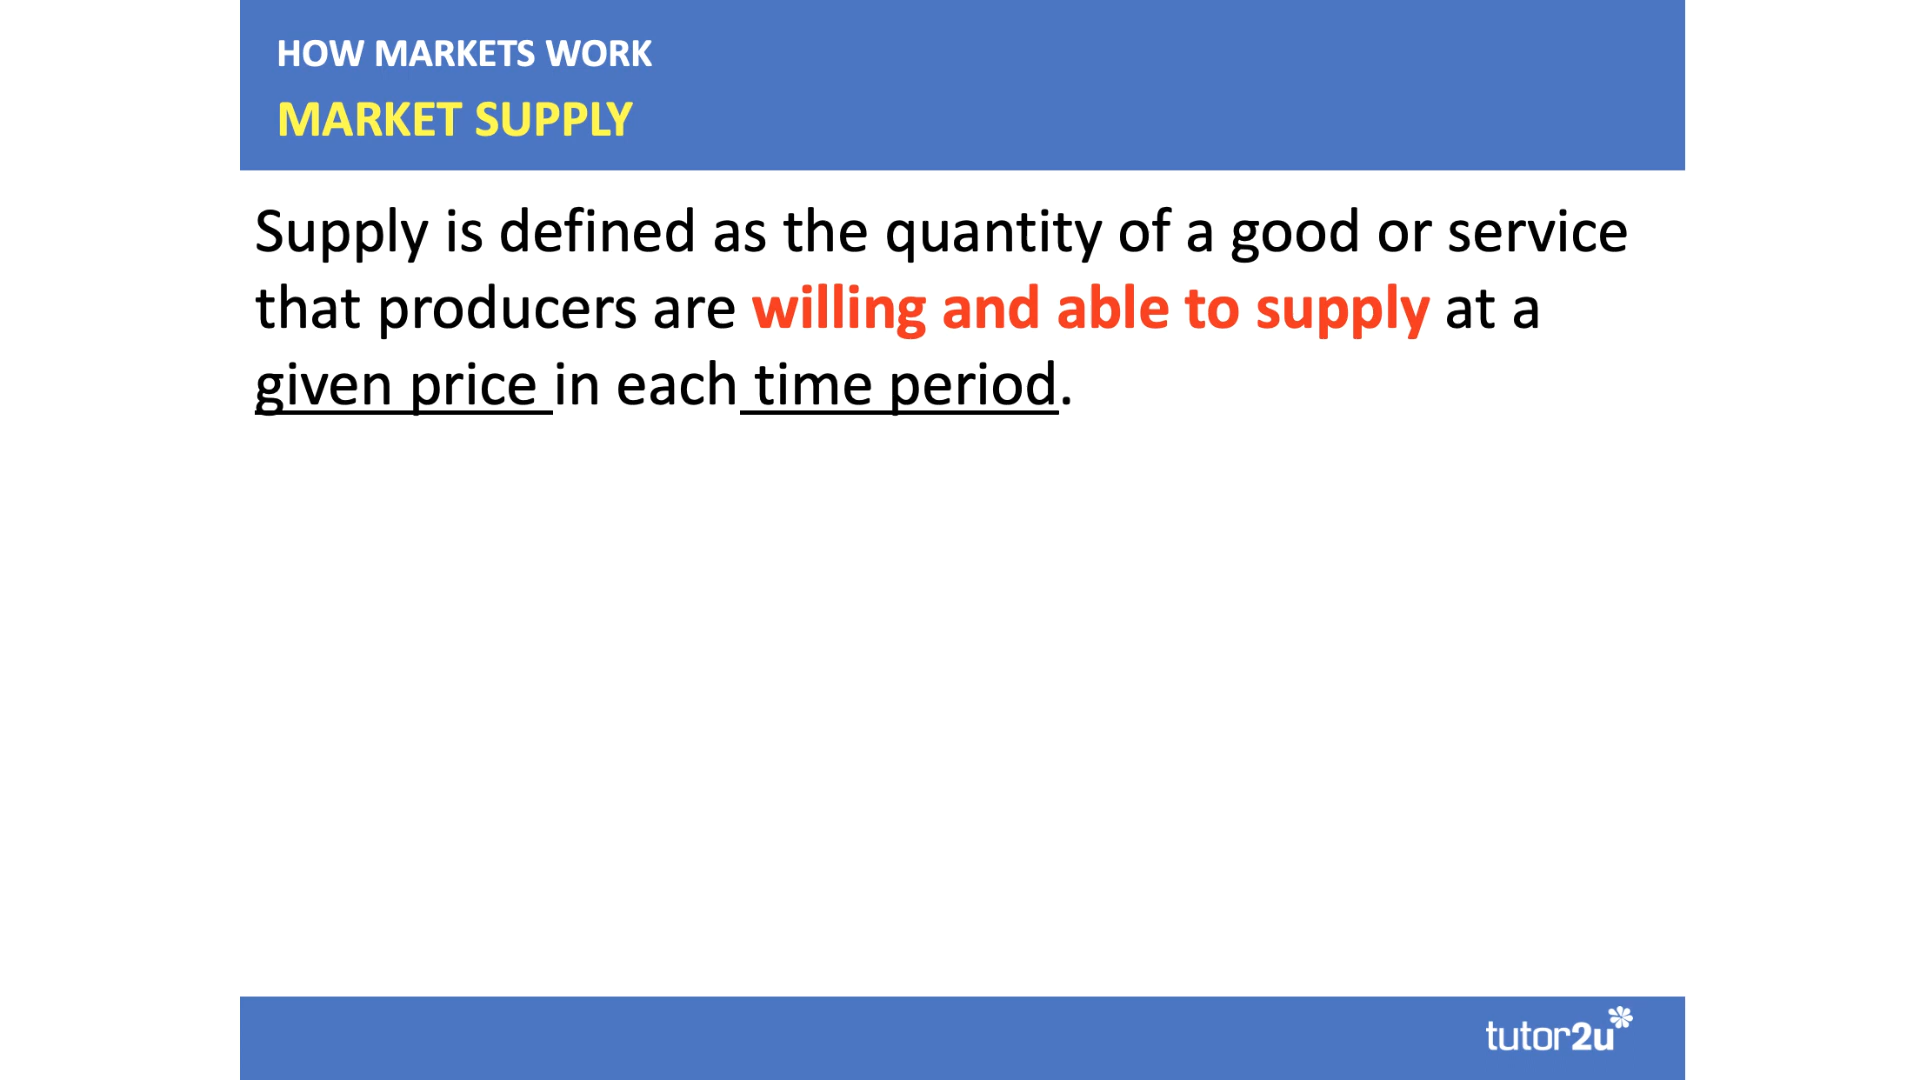 HOW MARKETS WORK
MARKET SUPPLY
Supply is defined as the quantity of a good or service
that producers are willing and able to supply at a
given price in each time period.
tutor2u